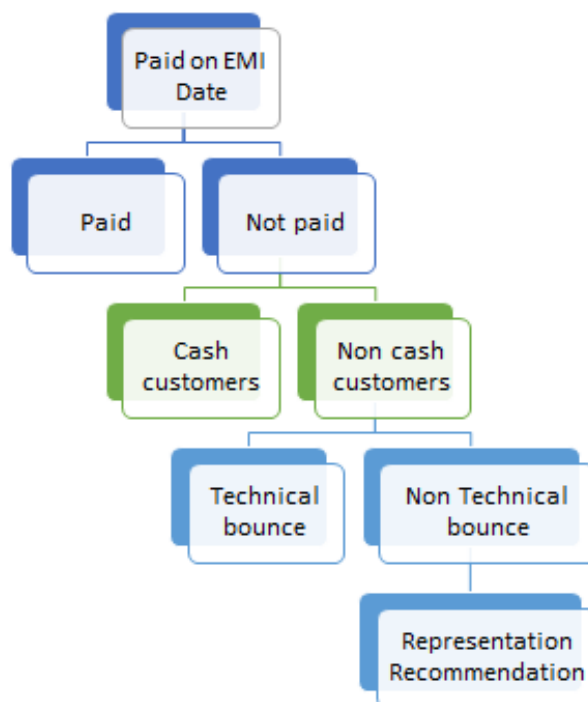 Paid on EMI
Date
Paid
Not paid
Cash
customers
Non cash
customers
Technical
bounce
Non Technical
bounce
Representation
Recommendation